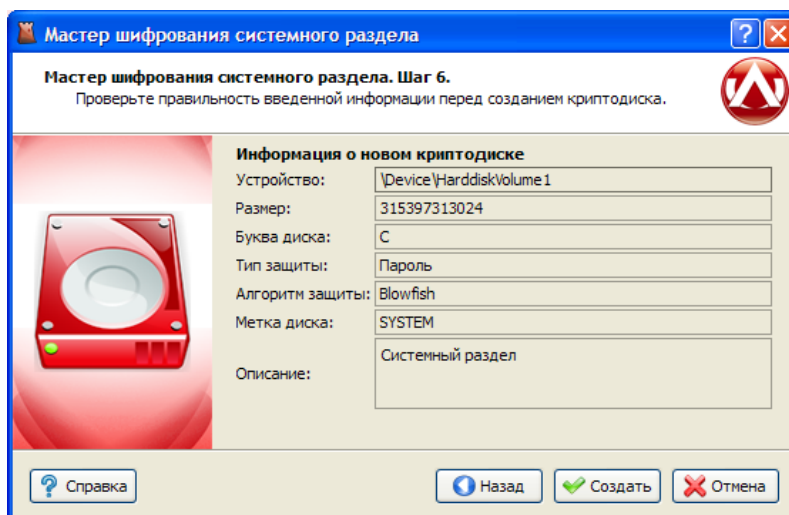 Мастер шифрования системного раздела
Мастер шифрования системного раздела. Шаг 6.
Проверьте правильность введенной информации перед созданием криптодиска.
Информация о новом криптодиске
Устройство: \Device\HarddiskVolume1
Размер: 315397313024
Буква диска: C
Тип защиты: Пароль
Алгоритм защиты: Blowfish
Метка диска: SYSTEM
Описание: Системный раздел
Справка Назад Создать Отмена